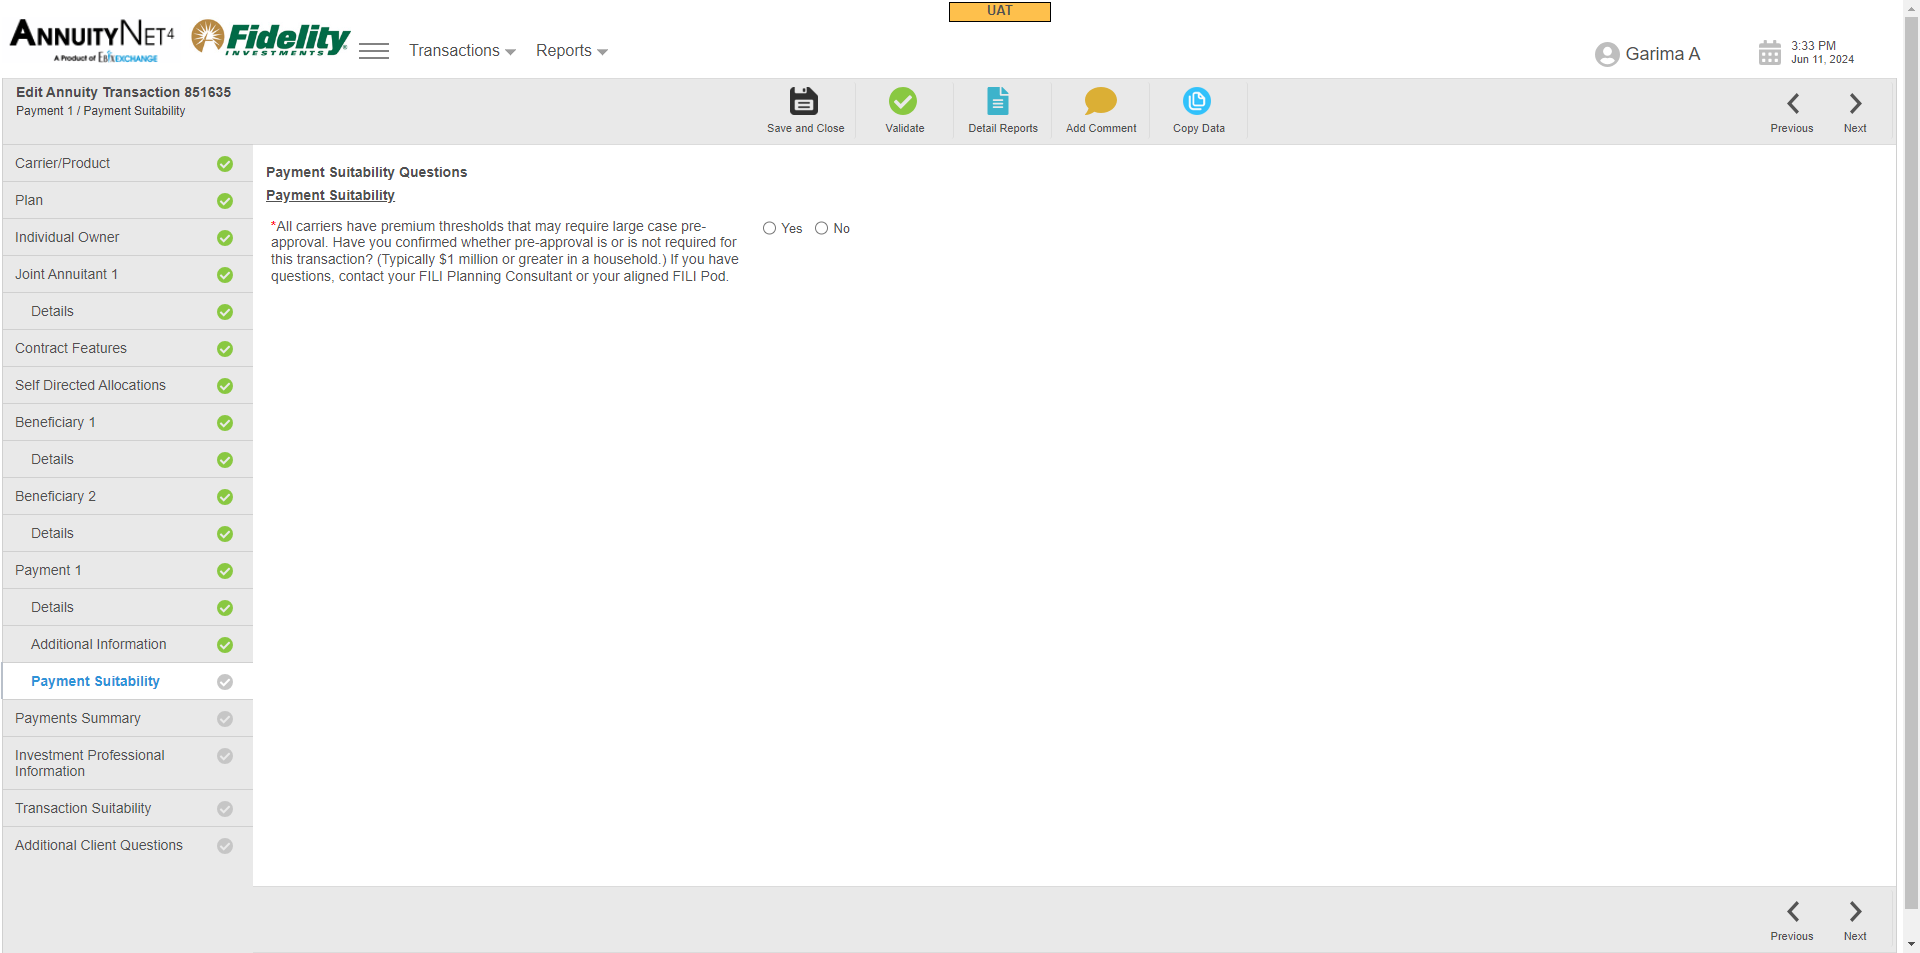 UAT
ANNUITYNET4
A Product of EbixEXCHANGE
Fidelity
INVESTMENTS
Transactions
Reports
Garima A
3:33 PM
Jun 11, 2024
Edit Annuity Transaction 851635
Payment 1 / Payment Suitability
Save and Close
Validate
Detail Reports
Add Comment
Copy Data
Previous
Next
Carrier/Product
Plan
Individual Owner
Joint Annuitant 1
Details
Contract Features
Self Directed Allocations
Beneficiary 1
Details
Beneficiary 2
Details
Payment 1
Details
Additional Information
Payment Suitability
Payments Summary
Investment Professional
Information
Transaction Suitability
Additional Client Questions
Payment Suitability Questions
Payment Suitability
*All carriers have premium thresholds that may require large case pre-
approval. Have you confirmed whether pre-approval is or is not required for
this transaction? (Typically $1 million or greater in a household.) If you have
questions, contact your FILI Planning Consultant or your aligned FILI Pod.
Yes
No
Previous
Next